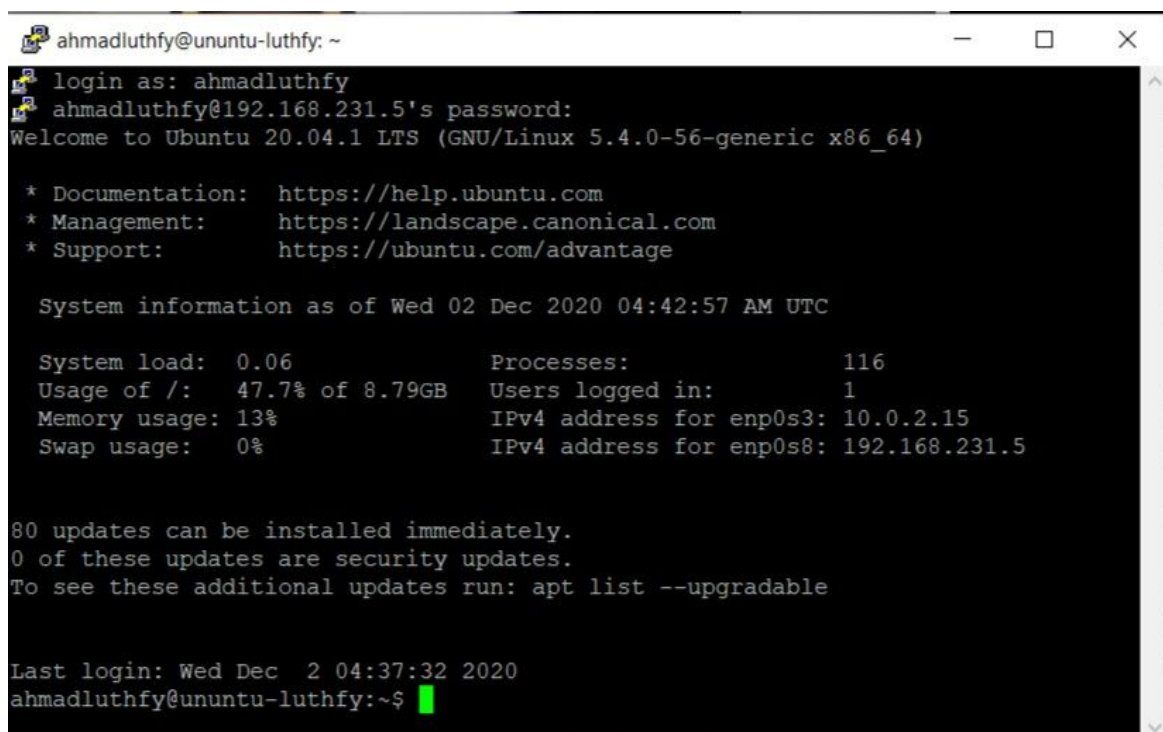 ahmadluthfy@ununtu-luthfy: ~
login as: ahmadluthfy
ahmadluthfy@192.168.231.5's password:
Welcome to Ubuntu 20.04.1 LTS (GNU/Linux 5.4.0-56-generic x86_64)
* Documentation:  https://help.ubuntu.com
* Management:     https://landscape.canonical.com
* Support:        https://ubuntu.com/advantage
System information as of Wed 02 Dec 2020 04:42:57 AM UTC
System load:  0.06               Processes:               116
Usage of /:   47.7% of 8.79GB   Users logged in:         1
Memory usage: 13%                IPv4 address for enp0s3: 10.0.2.15
Swap usage:   0%                 IPv4 address for enp0s8: 192.168.231.5
80 updates can be installed immediately.
0 of these updates are security updates.
To see these additional updates run: apt list --upgradable
Last login: Wed Dec  2 04:37:32 2020
ahmadluthfy@ununtu-luthfy:~$